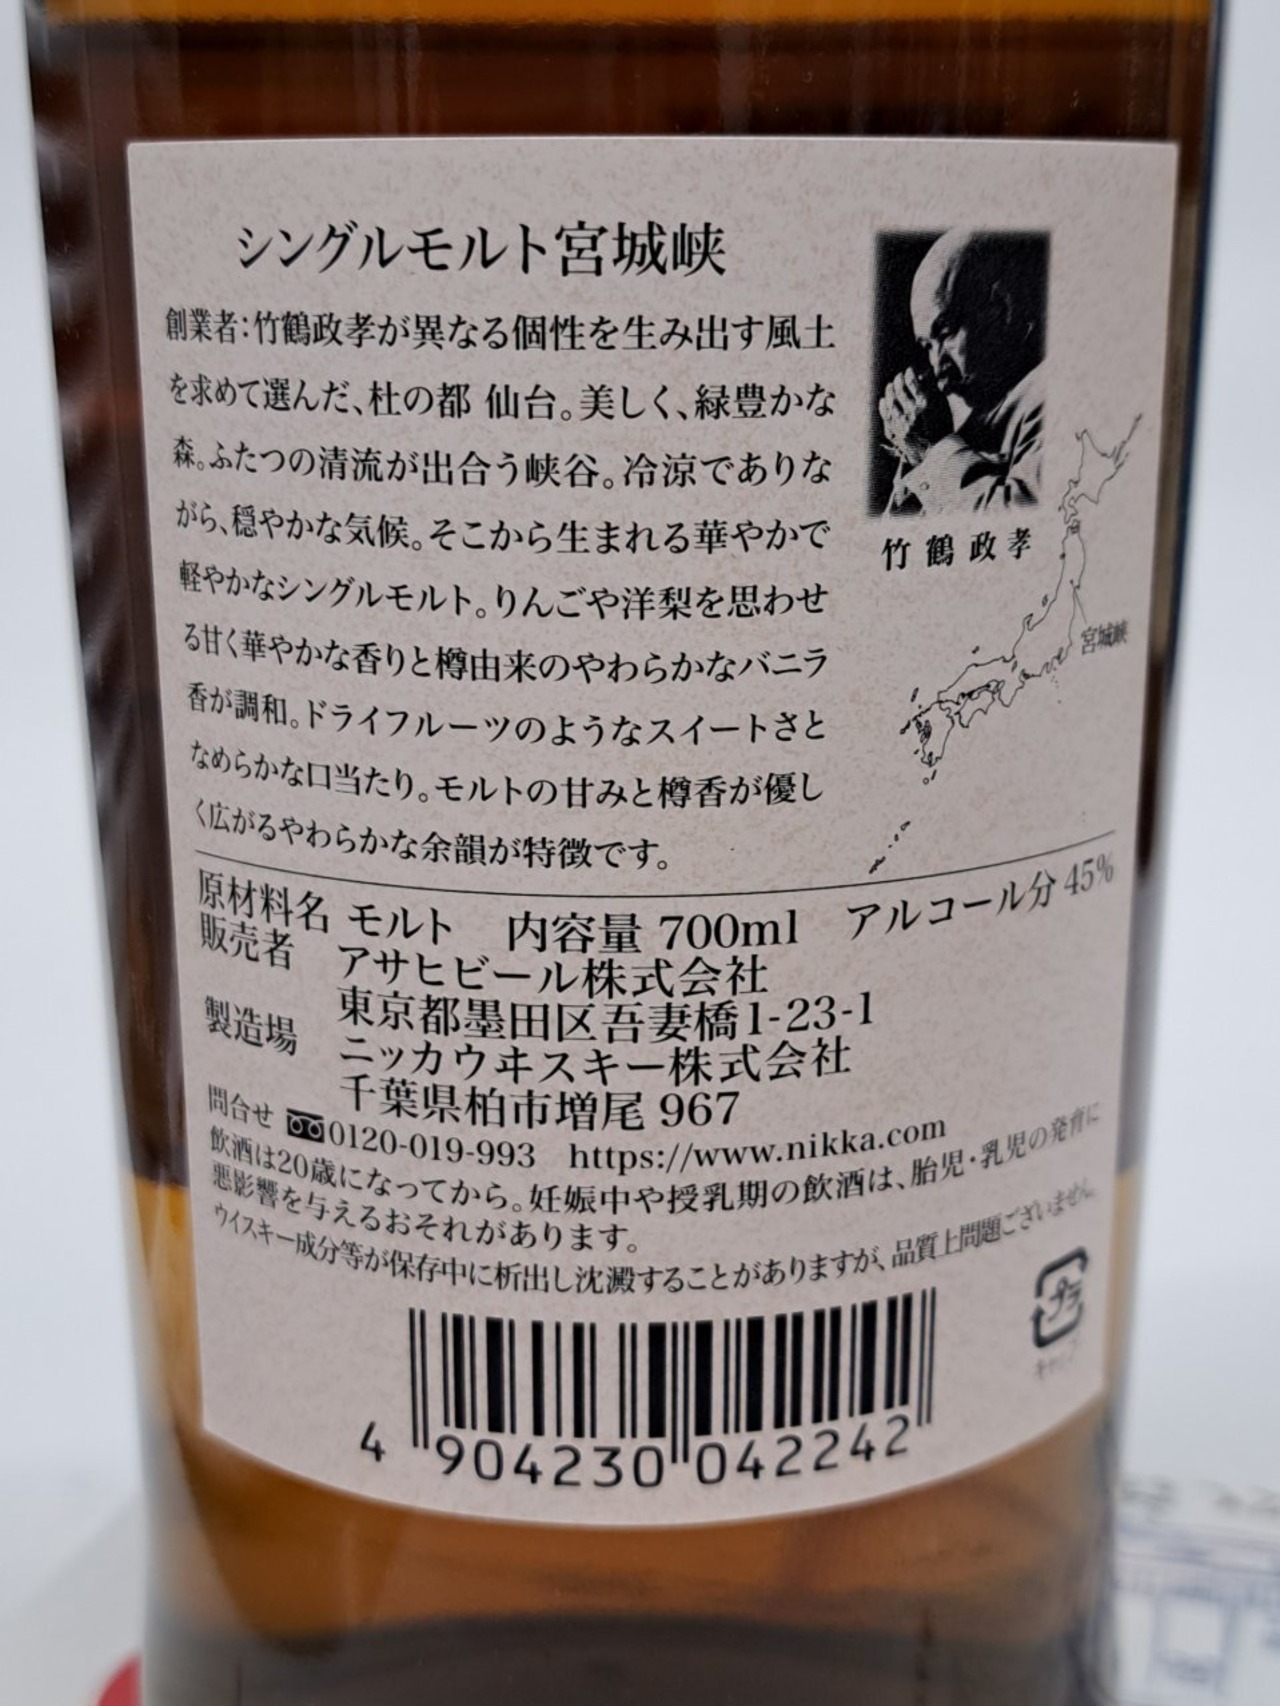 シングルモルト宮城峡
創業者:竹鶴政孝が異なる個性を生み出す風土
を求めて選んだ、杜の都 仙台。美しく、緑豊かな
森。ふたつの清流が出合う峡谷。冷涼でありな
がら、穏やかな気候。そこから生まれる華やかで
軽やかなシングルモルト。りんごや洋梨を思わせ
る甘く華やかな香りと樽由来のやわらかなバニラ
香が調和。ドライフルーツのようなスイートさと
なめらかな口当たり。モルトの甘みと樽香が優し
く広がるやわらかな余韻が特徴です。
竹鶴政孝
宮城峡
原材料名 モルト 内容量 700ml アルコール分 45%
販売者 アサヒビール株式会社
東京都墨田区吾妻橋1-23-1
製造場 ニッカウヰスキー株式会社
千葉県柏市増尾 967
問合せ 0120-019-993 https://www.nikka.com
飲酒は20歳になってから。妊娠中や授乳期の飲酒は、胎児・乳児の発育に
悪影響を与えるおそれがあります。
ウイスキー成分等が保存中に析出し沈澱することがありますが、品質上問題ございません。
プラ
キャップ
4 904230 042242